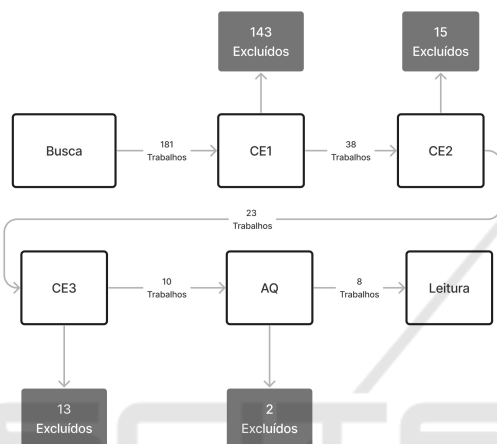 143
Excluídos
15
Excluídos
Busca
181
Trabalhos
CE1
38
Trabalhos
CE2
23
Trabalhos
CE3
10
Trabalhos
AQ
8
Trabalhos
Leitura
13
Excluídos
2
Excluídos